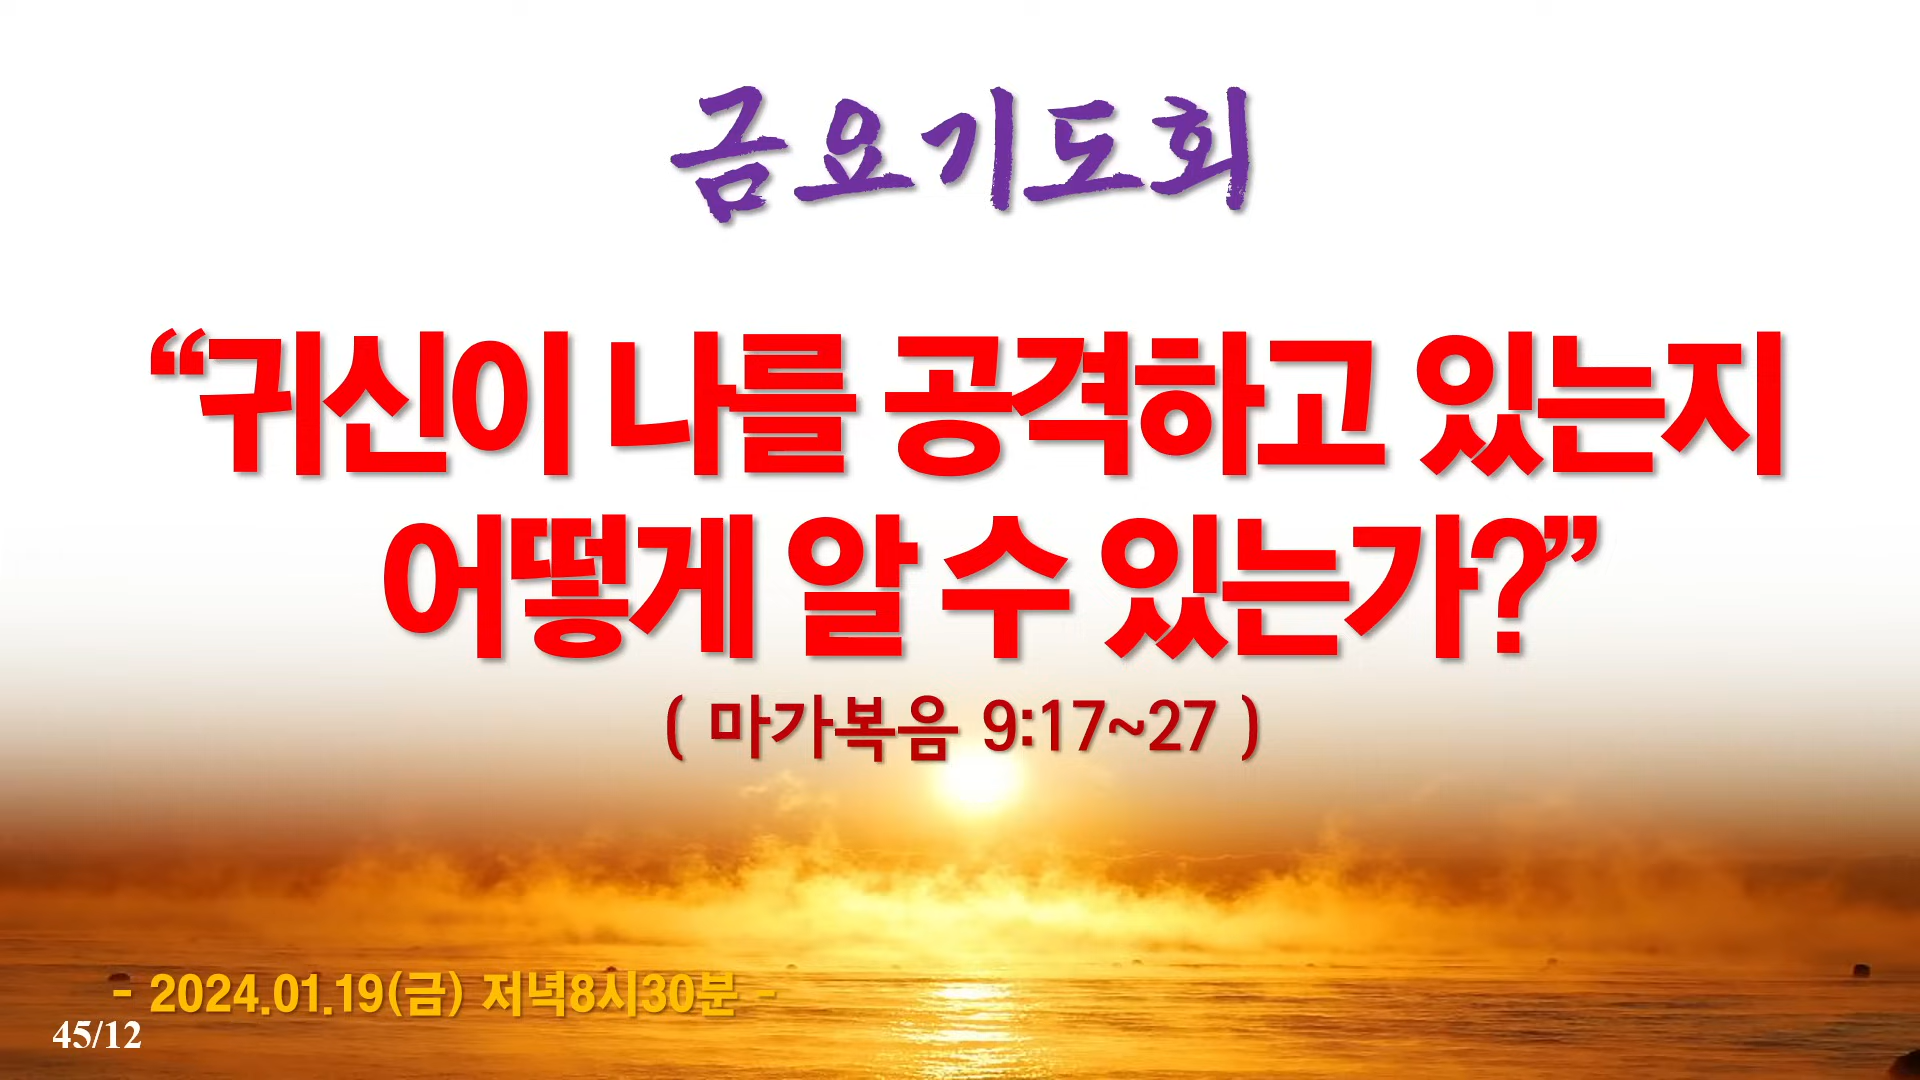 금요기도회
“귀신이 나를 공격하고 있는지
어떻게 알 수 있는가?”
( 마가복음 9:17~27 )
- 2024.01.19(금) 저녁8시30분 -
45/12